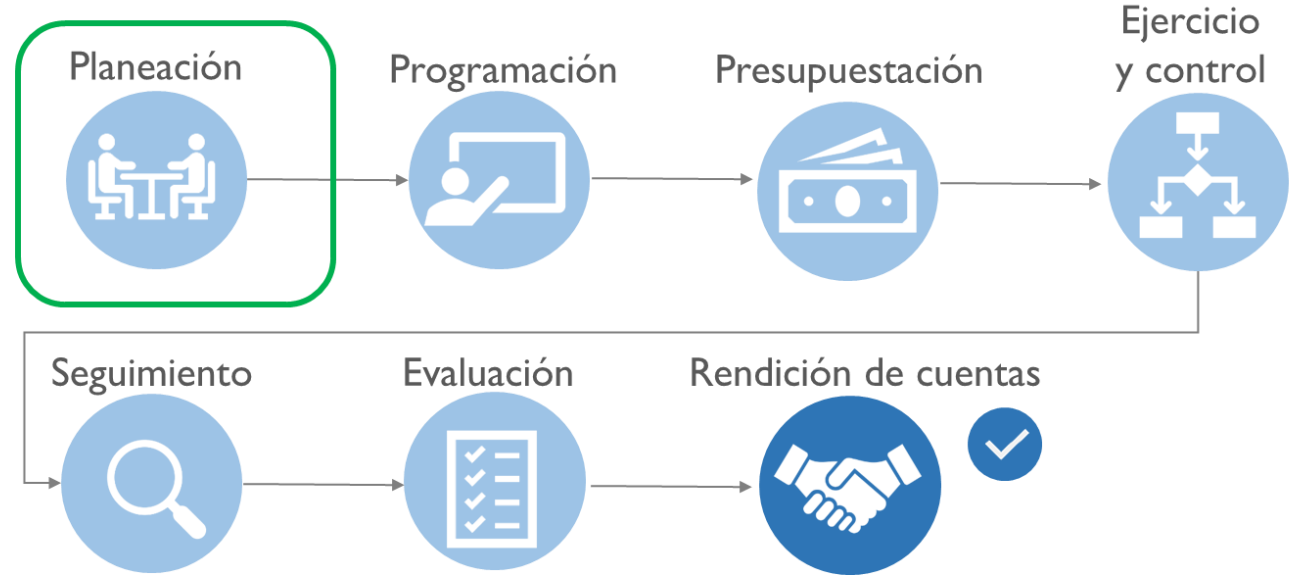 Planeación
Programación
Presupuestación
Ejercicio
y control
Seguimiento
Evaluación
Rendición de cuentas